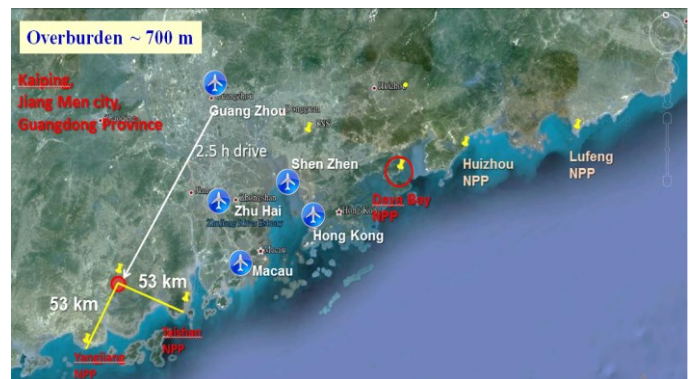 Overburden ~ 700 m
Kaiping,
Jiang Men city,
Guangdong Province
Guang Zhou
2.5 h drive
Shen Zhen
Zhu Hai
Hong Kong
Macau
Daya Bay
NPP
Huizhou
NPP
Lufeng
NPP
53 km
53 km
Taishan
NPP
Yangjiang
NPP